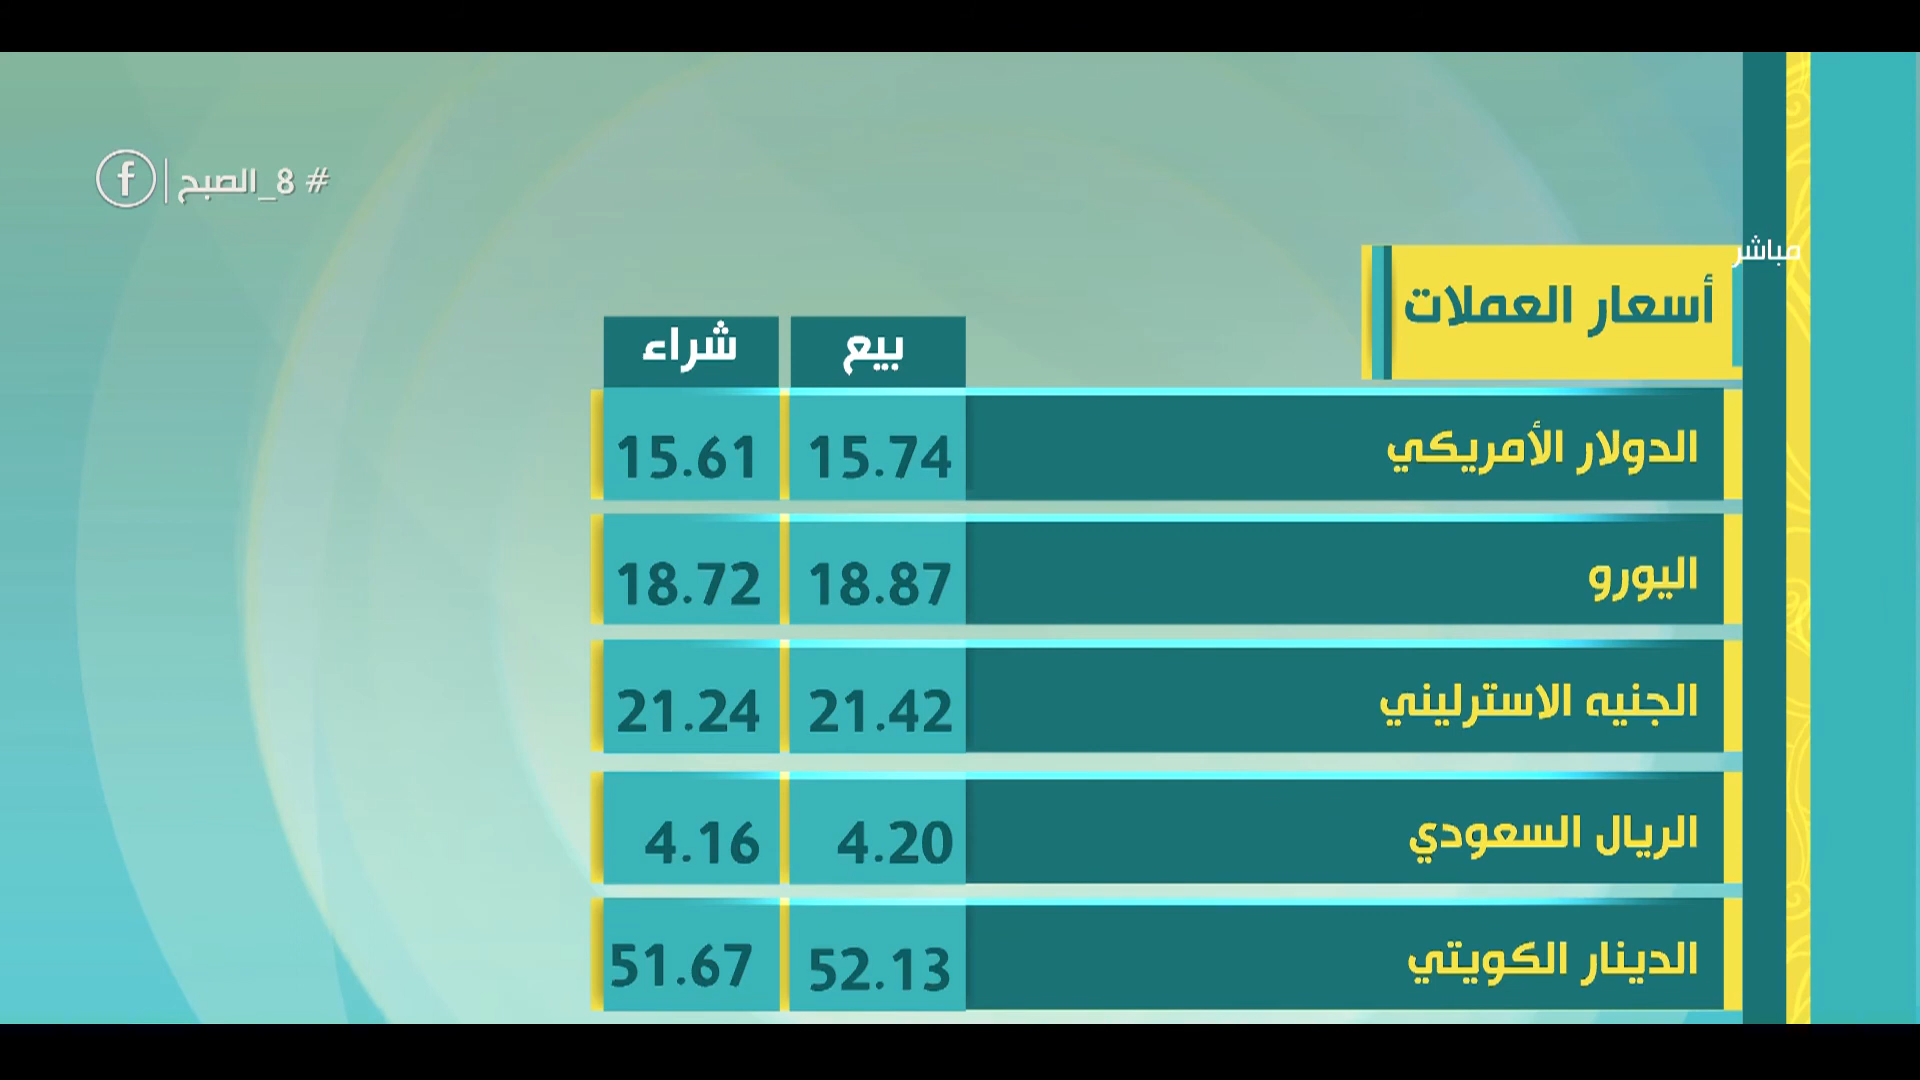 # 8_الصبح
مباشر
أسعار العملات
بيع شراء
الدولار الأمريكي 15.74 15.61
اليورو 18.87 18.72
الجنيه الاسترليني 21.42 21.24
الريال السعودي 4.20 4.16
الدينار الكويتي 52.13 51.67